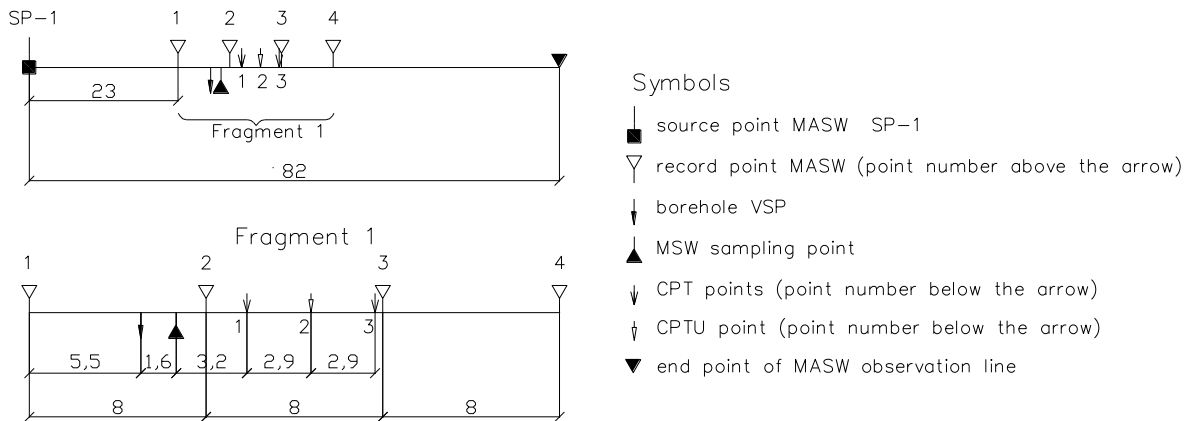 SP-1 1 2 3 4
1 2 3
23
Fragment 1
82
Fragment 1
1 2 3 4
1 2 3
5,5 1,6 3,2 2,9 2,9
8 8 8
Symbols
source point MASW SP-1
record point MASW (point number above the arrow)
borehole VSP
MSW sampling point
CPT points (point number below the arrow)
CPTU point (point number below the arrow)
end point of MASW observation line